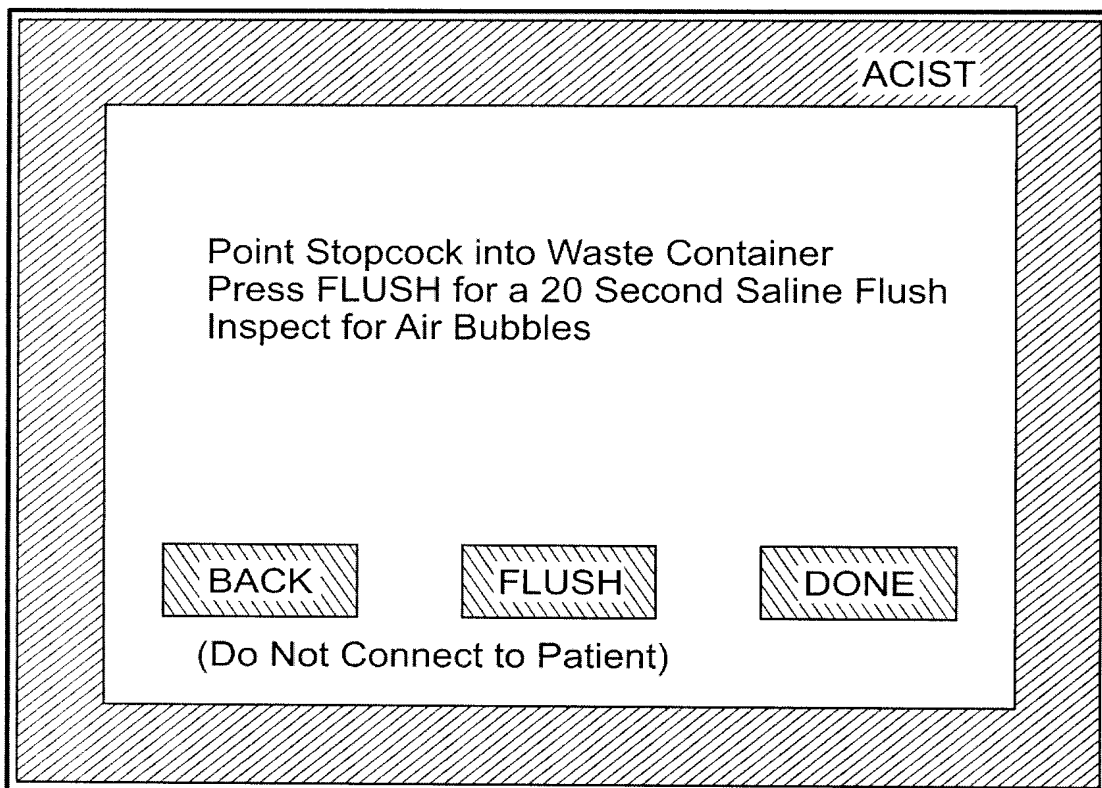 ACIST
Point Stopcock into Waste Container
Press FLUSH for a 20 Second Saline Flush
Inspect for Air Bubbles
BACK FLUSH DONE
(Do Not Connect to Patient)